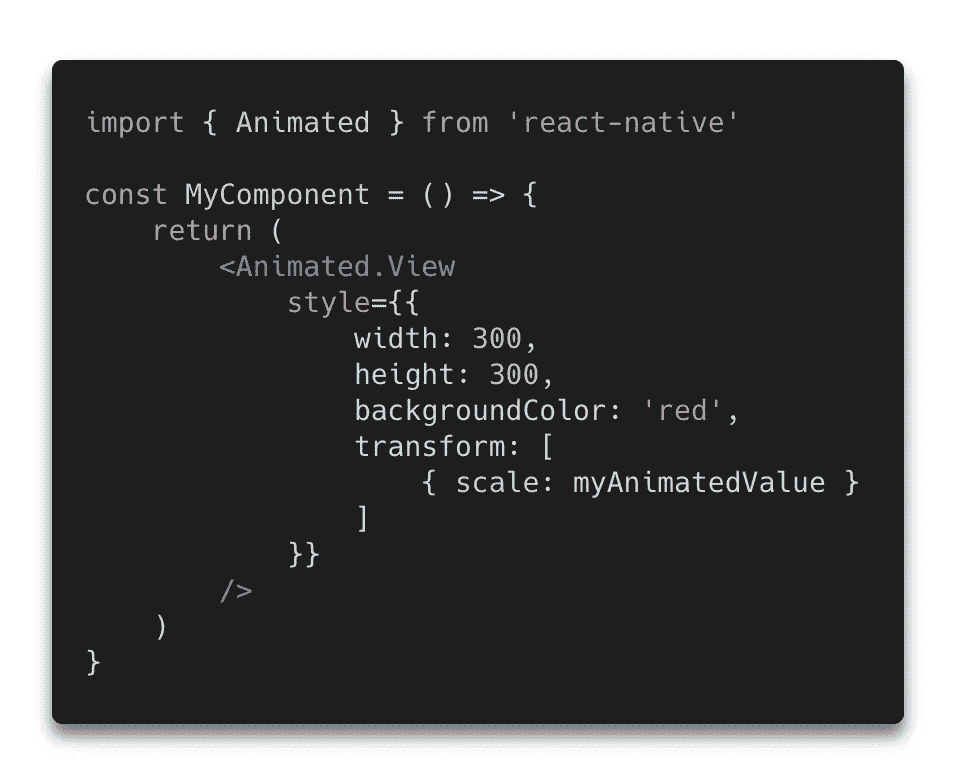 import { Animated } from 'react-native'

const MyComponent = () => {
    return (
        <Animated.View
            style={{
                width: 300,
                height: 300,
                backgroundColor: 'red',
                transform: [
                    { scale: myAnimatedValue }
                ]
            }}
        />
    )
}